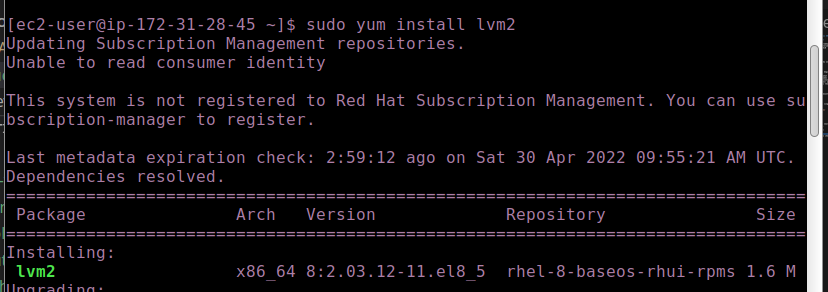 [ec2-user@ip-172-31-28-45 ~]$ sudo yum install lvm2
Updating Subscription Management repositories.
Unable to read consumer identity
This system is not registered to Red Hat Subscription Management. You can use su
bscription-manager to register.
Last metadata expiration check: 2:59:12 ago on Sat 30 Apr 2022 09:55:21 AM UTC.
Dependencies resolved.
================================================================================
Package Arch Version Repository Size
================================================================================
Installing:
lvm2 x86_64 8:2.03.12-11.el8_5 rhel-8-baseos-rhui-rpms 1.6 M
Upgrading: